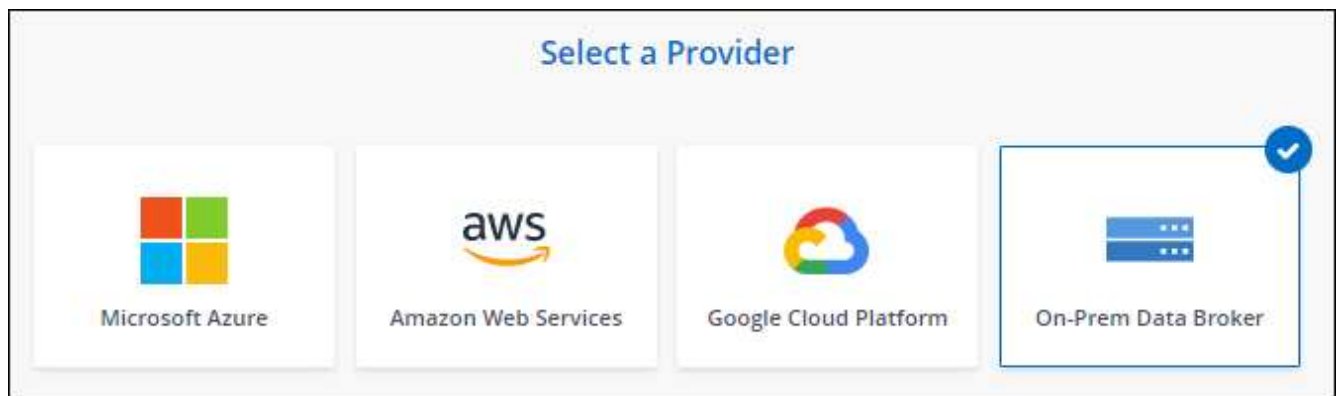 Select a Provider
aws
Microsoft Azure
Amazon Web Services
Google Cloud Platform
On-Prem Data Broker